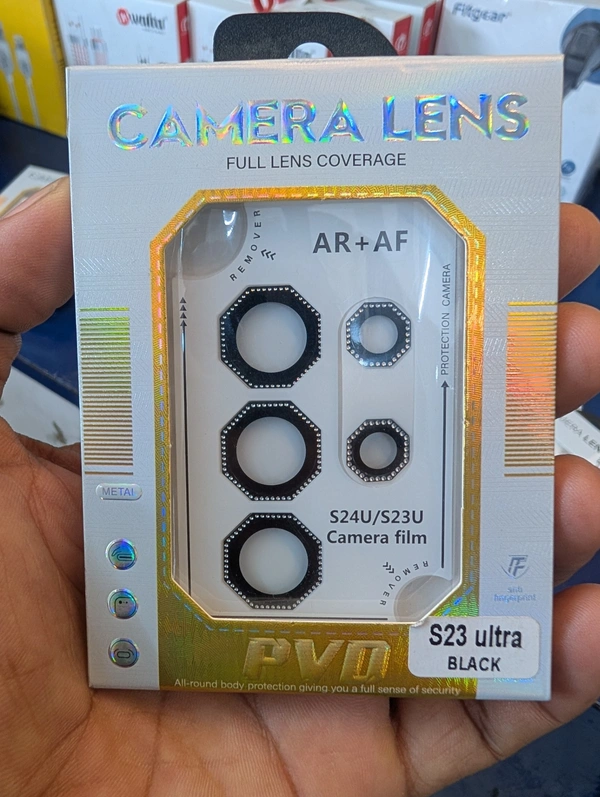 Fitgear
CAMERA LENS
FULL LENS COVERAGE
REMOVER
AR+AF
PROTECTION CAMERA
METAL
S24U/S23U
Camera film
REMOVER
S23 ultra
BLACK
PVD
All-round body protection giving you a full sense of security